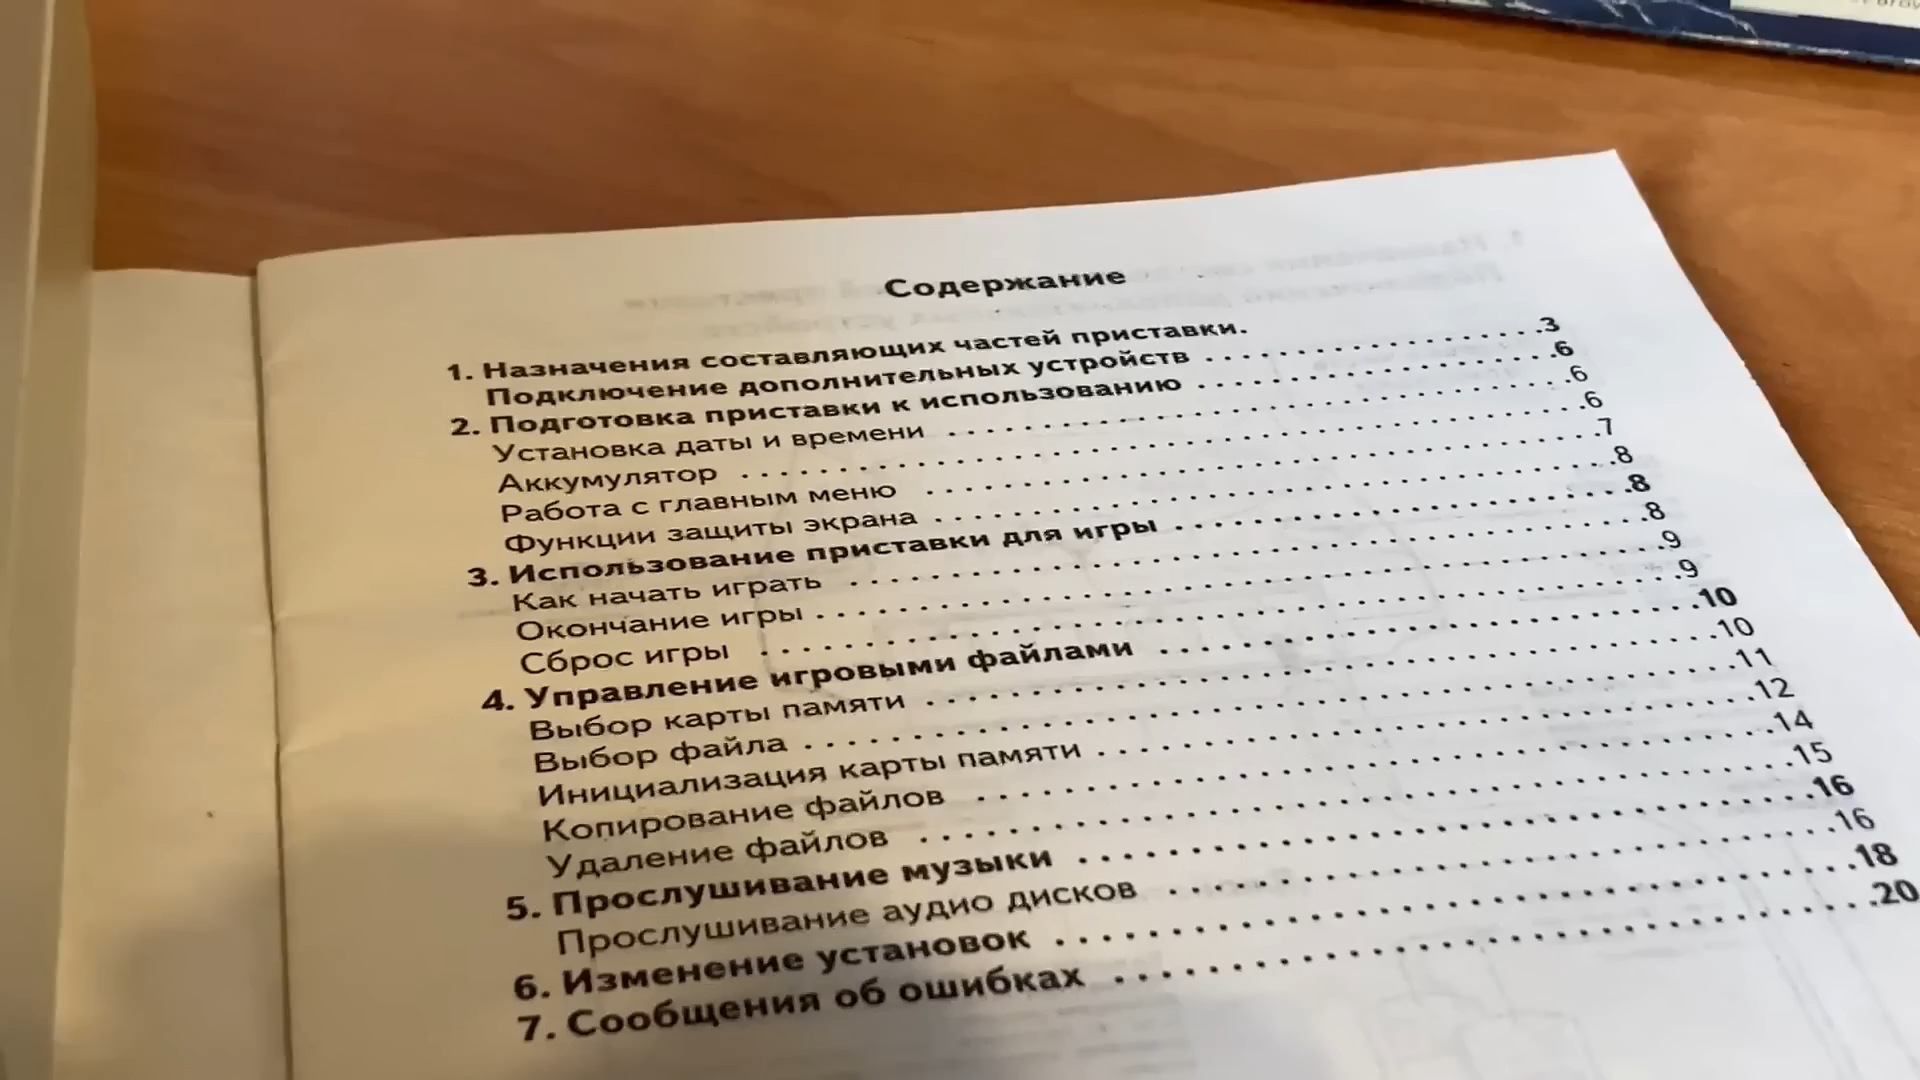 Содержание
1. Назначения составляющих частей приставки.
Подключение дополнительных устройств . . . . . . . . . . . . . . . . . . .3
2. Подготовка приставки к использованию . . . . . . . . . . . . . . . . . . .6
Установка даты и времени . . . . . . . . . . . . . . . . . . . . . . . . . . . . . .6
Аккумулятор . . . . . . . . . . . . . . . . . . . . . . . . . . . . . . . . . . . . . . . .6
Работа с главным меню . . . . . . . . . . . . . . . . . . . . . . . . . . . . . . . .7
Функции защиты экрана . . . . . . . . . . . . . . . . . . . . . . . . . . . . . . .8
3. Использование приставки для игры . . . . . . . . . . . . . . . . . . . . . .8
Как начать играть . . . . . . . . . . . . . . . . . . . . . . . . . . . . . . . . . . . .8
Окончание игры . . . . . . . . . . . . . . . . . . . . . . . . . . . . . . . . . . . . . .9
Сброс игры . . . . . . . . . . . . . . . . . . . . . . . . . . . . . . . . . . . . . . . . .9
4. Управление игровыми файлами . . . . . . . . . . . . . . . . . . . . . . . . .10
Выбор карты памяти . . . . . . . . . . . . . . . . . . . . . . . . . . . . . . . . .10
Выбор файла . . . . . . . . . . . . . . . . . . . . . . . . . . . . . . . . . . . . . . .11
Инициализация карты памяти . . . . . . . . . . . . . . . . . . . . . . . . . .12
Копирование файлов . . . . . . . . . . . . . . . . . . . . . . . . . . . . . . . . .14
Удаление файлов . . . . . . . . . . . . . . . . . . . . . . . . . . . . . . . . . . . .15
5. Прослушивание музыки . . . . . . . . . . . . . . . . . . . . . . . . . . . . . . .16
Прослушивание аудио дисков . . . . . . . . . . . . . . . . . . . . . . . . . . .16
6. Изменение установок . . . . . . . . . . . . . . . . . . . . . . . . . . . . . . . . .18
7. Сообщения об ошибках . . . . . . . . . . . . . . . . . . . . . . . . . . . . . . .20